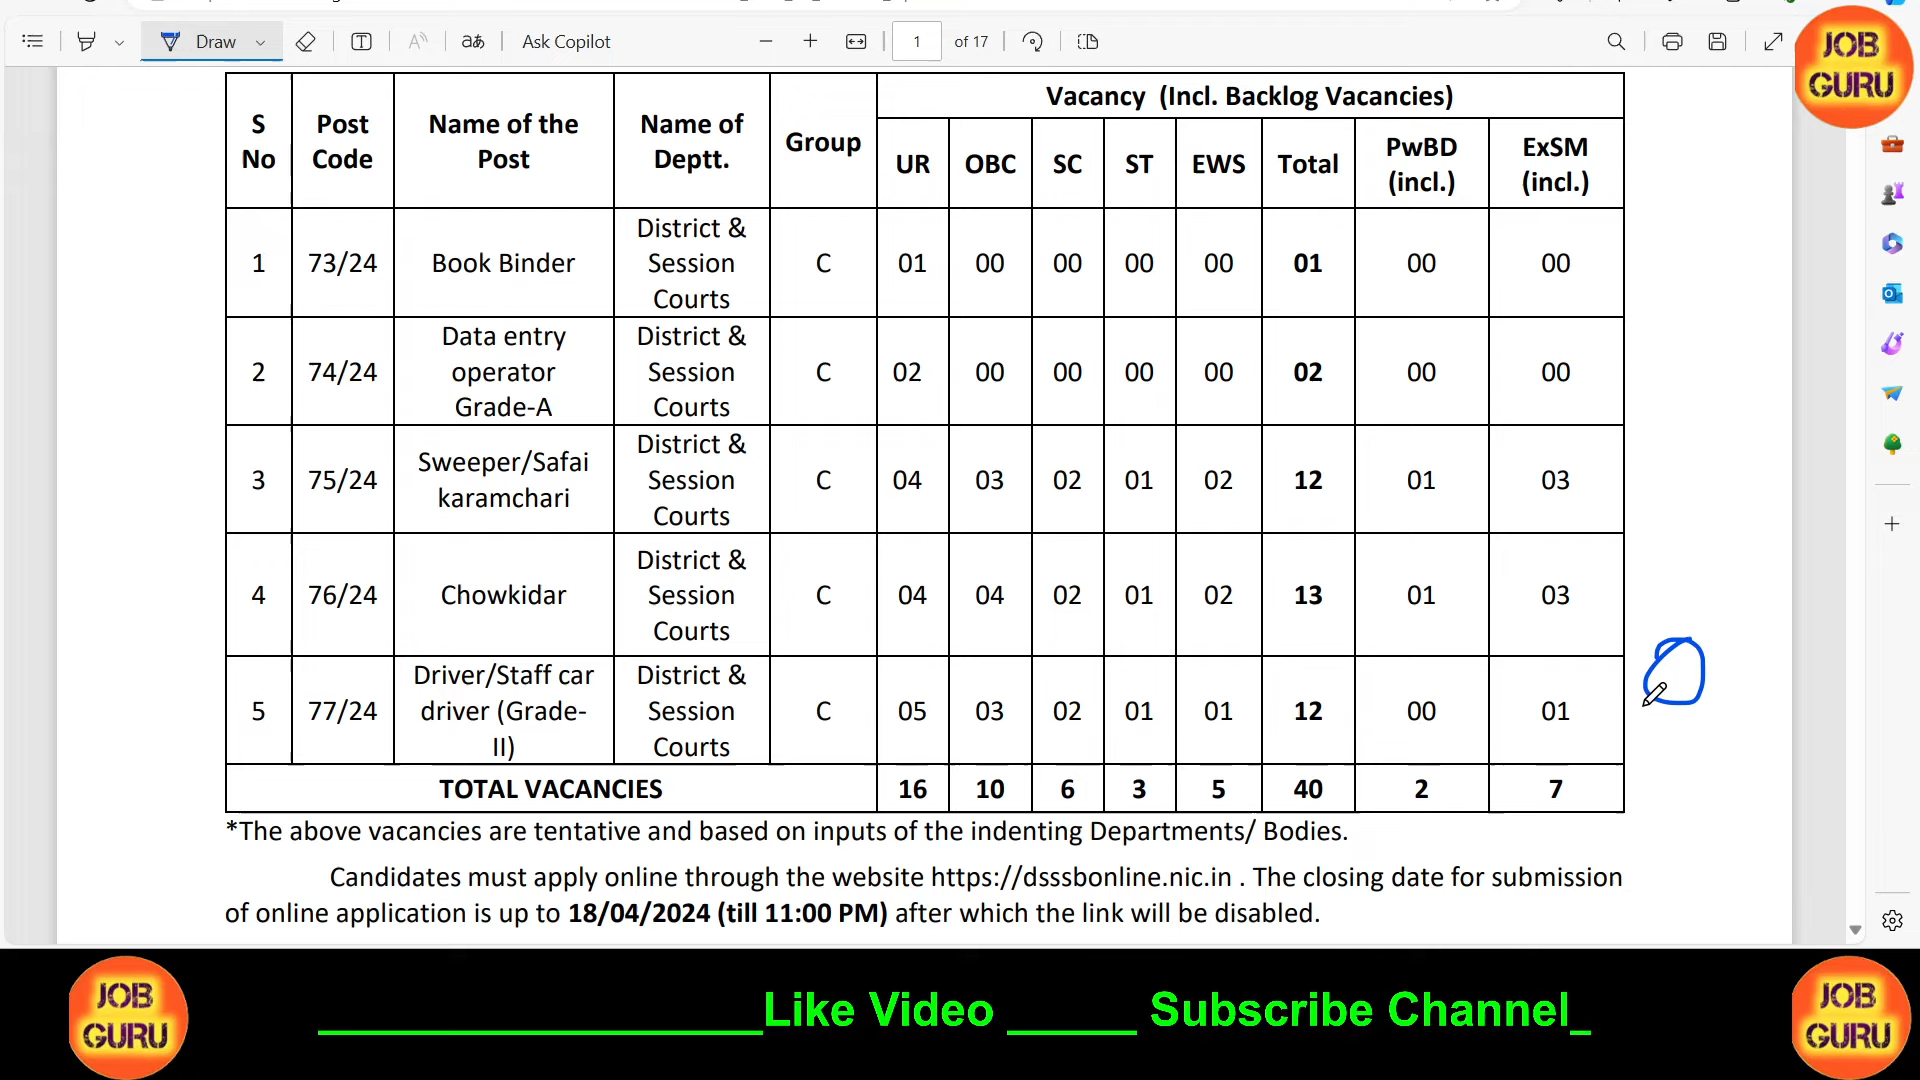 Draw
Ask Copilot
1 of 17
JOB
GURU
S No
Post Code
Name of the Post
Name of Deptt.
Group
Vacancy (Incl. Backlog Vacancies)
UR OBC SC ST EWS Total PwBD (incl.) ExSM (incl.)
1 73/24 Book Binder District & Session Courts C 01 00 00 00 00 01 00 00
2 74/24 Data entry operator Grade-A District & Session Courts C 02 00 00 00 00 02 00 00
3 75/24 Sweeper/Safai karamchari District & Session Courts C 04 03 02 01 02 12 01 03
4 76/24 Chowkidar District & Session Courts C 04 04 02 01 02 13 01 03
5 77/24 Driver/Staff car driver (Grade-II) District & Session Courts C 05 03 02 01 01 12 00 01
TOTAL VACANCIES 16 10 6 3 5 40 2 7
*The above vacancies are tentative and based on inputs of the indenting Departments/ Bodies.
Candidates must apply online through the website https://dsssbonline.nic.in . The closing date for submission
of online application is up to 18/04/2024 (till 11:00 PM) after which the link will be disabled.
JOB
GURU
Like Video _____ Subscribe Channel_
JOB
GURU